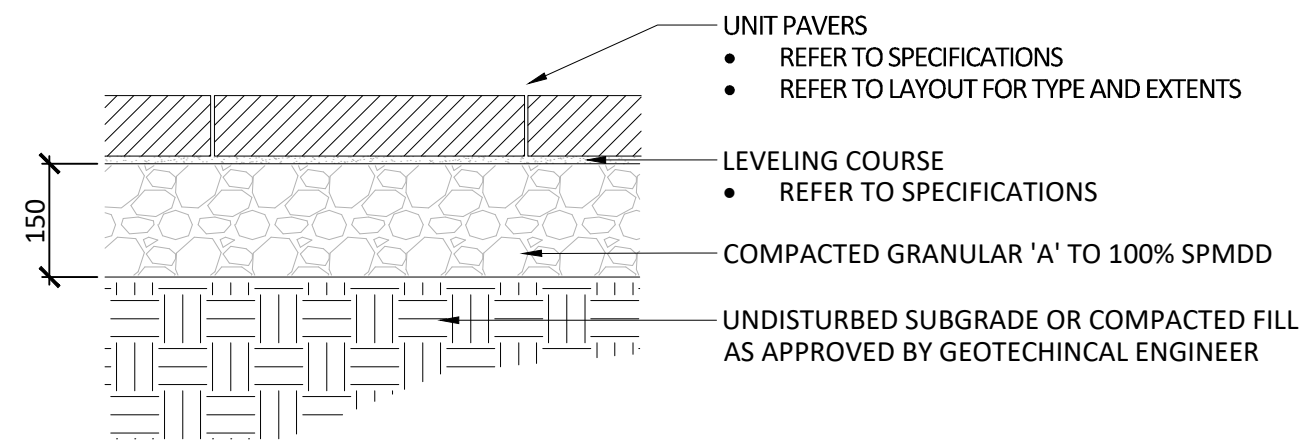 UNIT PAVERS
• REFER TO SPECIFICATIONS
• REFER TO LAYOUT FOR TYPE AND EXTENTS
LEVELING COURSE
• REFER TO SPECIFICATIONS
150
COMPACTED GRANULAR 'A' TO 100% SPMDD
UNDISTURBED SUBGRADE OR COMPACTED FILL
AS APPROVED BY GEOTECHINCAL ENGINEER